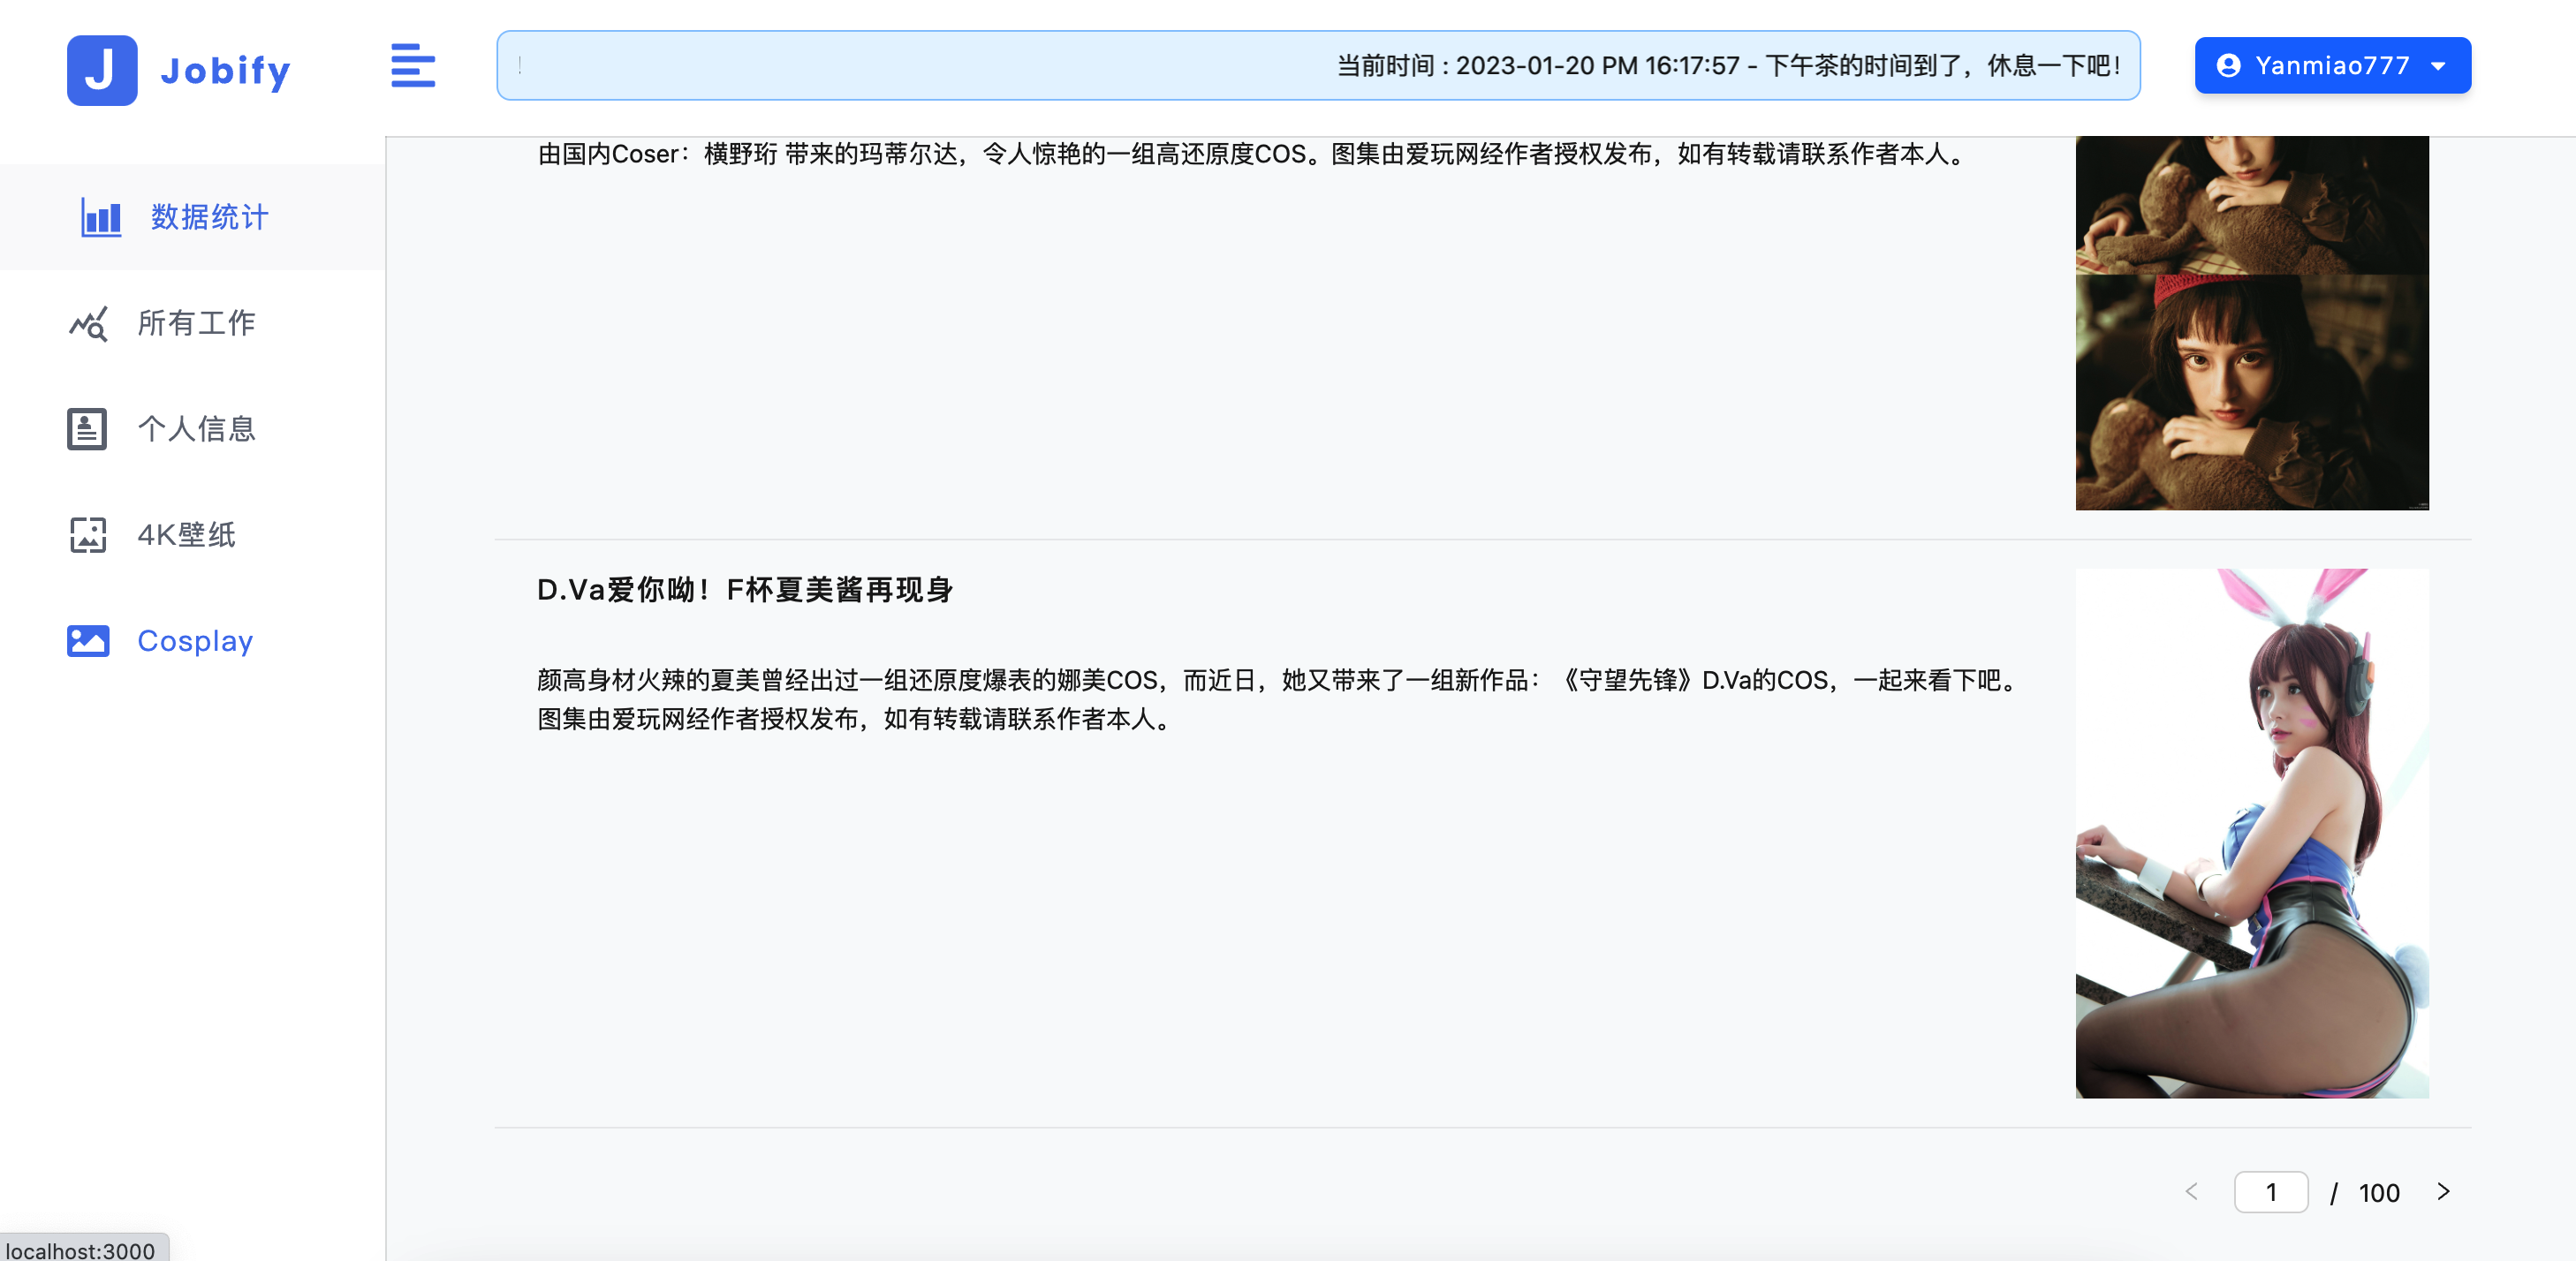 J Jobify
! 当前时间 : 2023-01-20 PM 16:17:57 - 下午茶的时间到了，休息一下吧！
Yanmiao777
数据统计
所有工作
个人信息
4K壁纸
Cosplay
由国内Coser：横野珩 带来的玛蒂尔达，令人惊艳的一组高还原度COS。图集由爱玩网经作者授权发布，如有转载请联系作者本人。
D.Va爱你呦！F杯夏美酱再现身
颜高身材火辣的夏美曾经出过一组还原度爆表的娜美COS，而近日，她又带来了一组新作品：《守望先锋》D.Va的COS，一起来看下吧。
图集由爱玩网经作者授权发布，如有转载请联系作者本人。
1 / 100
localhost:3000